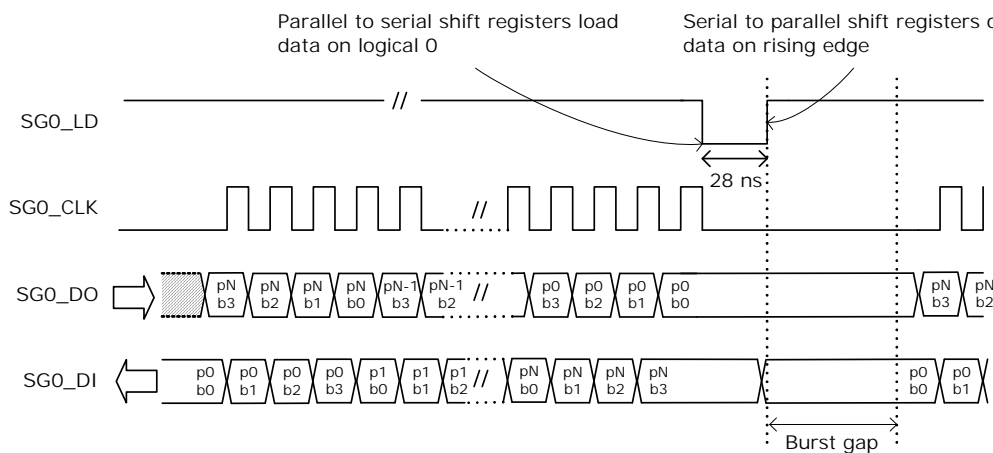 Parallel to serial shift registers load
data on logical 0
Serial to parallel shift registers
data on rising edge
//
SG0_LD
28 ns
SG0_CLK
//
SG0_DO
pN b3 pN b2 pN b1 pN b0 pN-1 b3 pN-1 b2 // p0 b3 p0 b2 p0 b1 p0 b0 pN b3 pN b2
SG0_DI
p0 b0 p0 b1 p0 b2 p0 b3 p1 b0 p1 b1 p1 b2 // pN b0 pN b1 pN b2 pN b3 p0 b0 p0 b1
Burst gap